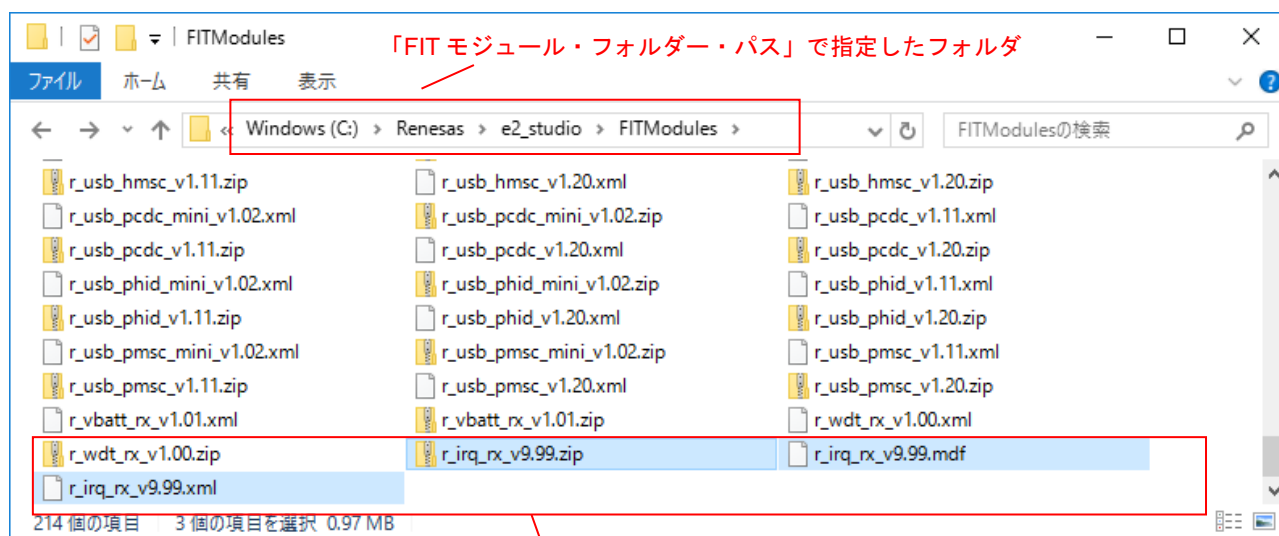 FITModules
「FIT モジュール・フォルダー・パス」で指定したフォルダ
ファイル ホーム 共有 表示
« Windows (C:) > Renesas > e2_studio > FITModules > FITModulesの検索
r_usb_hmsc_v1.11.zip r_usb_hmsc_v1.20.xml r_usb_hmsc_v1.20.zip
r_usb_pcdc_mini_v1.02.xml r_usb_pcdc_mini_v1.02.zip r_usb_pcdc_v1.11.xml
r_usb_pcdc_v1.11.zip r_usb_pcdc_v1.20.xml r_usb_pcdc_v1.20.zip
r_usb_phid_mini_v1.02.xml r_usb_phid_mini_v1.02.zip r_usb_phid_v1.11.xml
r_usb_phid_v1.11.zip r_usb_phid_v1.20.xml r_usb_phid_v1.20.zip
r_usb_pmsc_mini_v1.02.xml r_usb_pmsc_mini_v1.02.zip r_usb_pmsc_v1.11.xml
r_usb_pmsc_v1.11.zip r_usb_pmsc_v1.20.xml r_usb_pmsc_v1.20.zip
r_vbatt_rx_v1.01.xml r_vbatt_rx_v1.01.zip r_wdt_rx_v1.00.xml
r_wdt_rx_v1.00.zip r_irq_rx_v9.99.zip r_irq_rx_v9.99.mdf
r_irq_rx_v9.99.xml
214 個の項目 3 個の項目を選択 0.97 MB